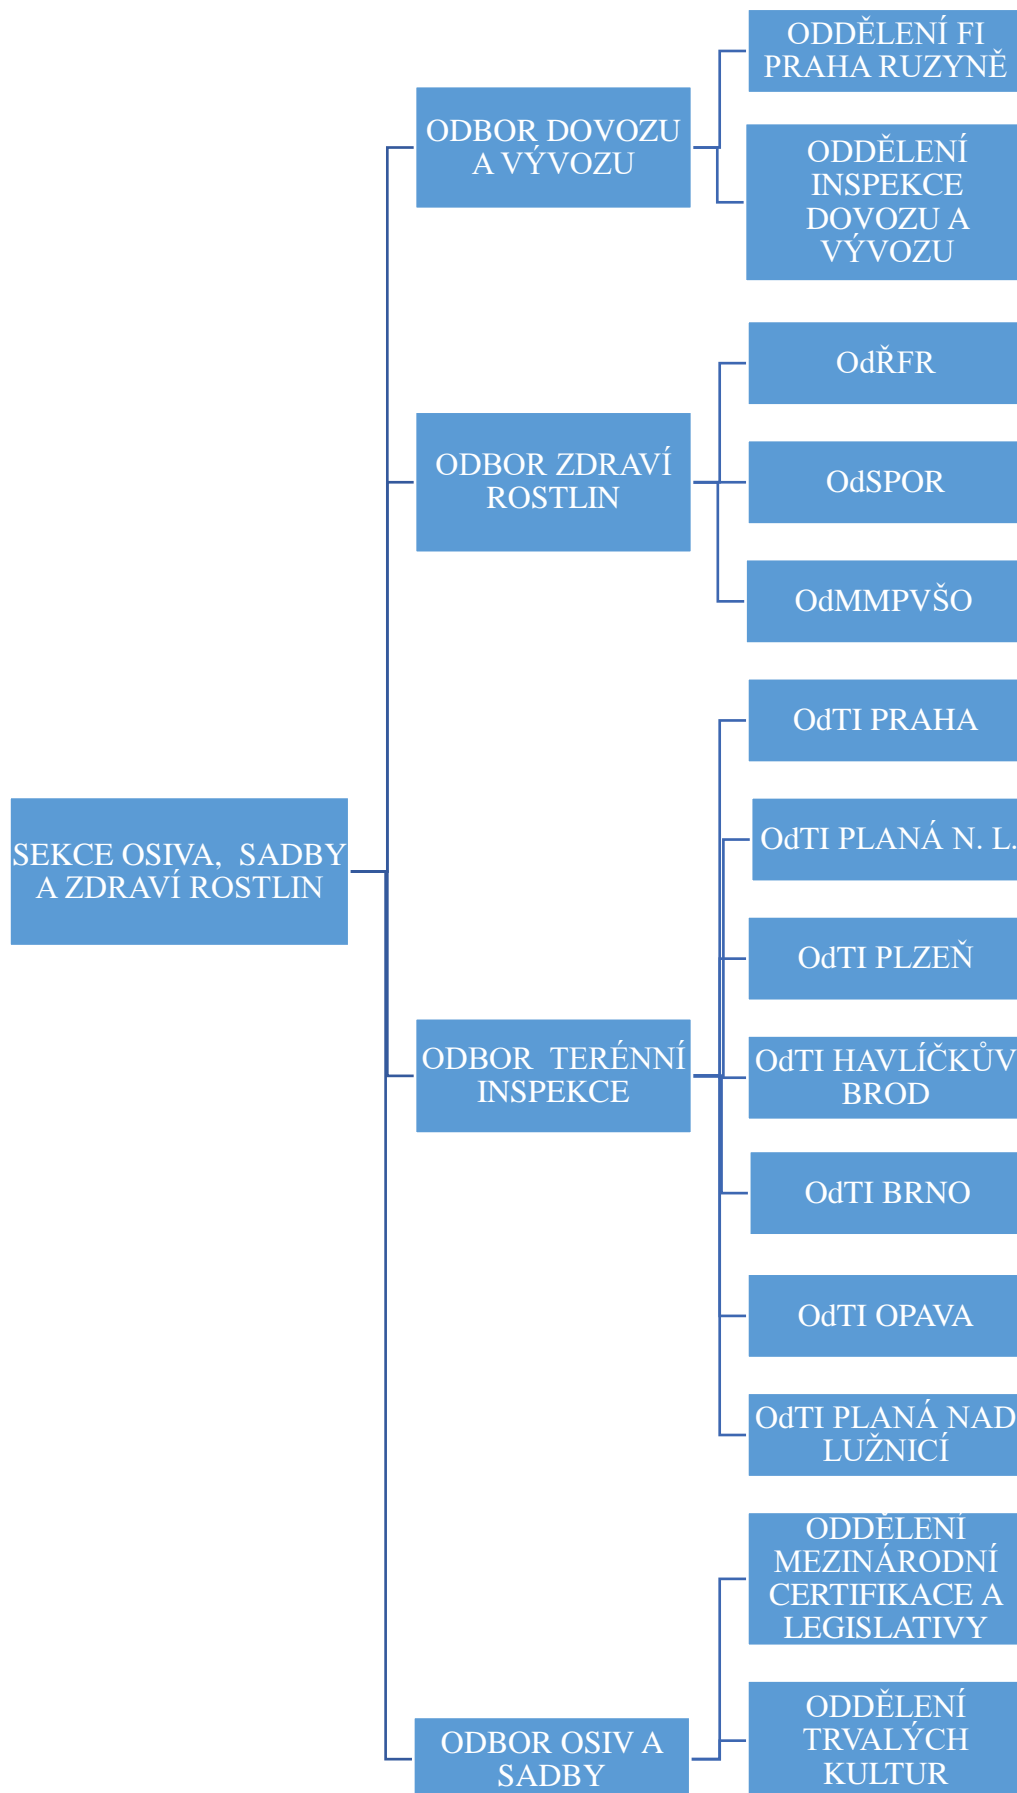 SEKCE OSIVA, SADBY
A ZDRAVÍ ROSTLIN
ODBOR DOVOZU
A VÝVOZU
ODDĚLENÍ FI
PRAHA RUZYNĚ
ODDĚLENÍ
INSPEKCE
DOVOZU A
VÝVOZU
ODBOR ZDRAVÍ
ROSTLIN
OdŘFR
OdSPOR
OdMMPVŠO
ODBOR TERÉNNÍ
INSPEKCE
OdTI PRAHA
OdTI PLANÁ N. L.
OdTI PLZEŇ
OdTI HAVLÍČKŮV
BROD
OdTI BRNO
OdTI OPAVA
OdTI PLANÁ NAD
LUŽNICÍ
ODBOR OSIV A
SADBY
ODDĚLENÍ
MEZINÁRODNÍ
CERTIFIKACE A
LEGISLATIVY
ODDĚLENÍ
TRVALÝCH
KULTUR